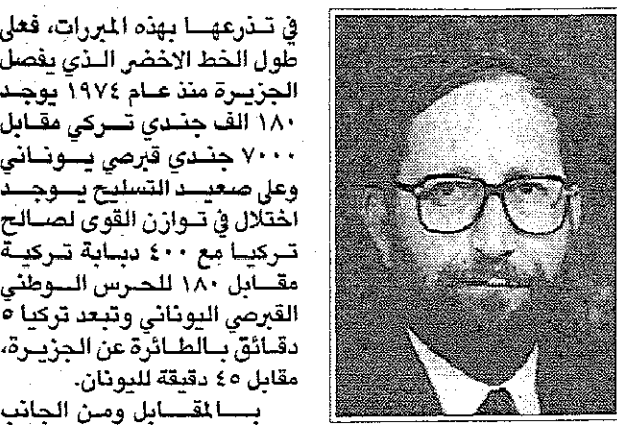 في تذرعها بهذه المبررات، فعلى
طول الخط الاخضر الذي يفصل
الجزيرة منذ عام ١٩٧٤ يوجد
١٨٠ الف جندي تركي مقابل
٧٠٠٠ جندي قبرصي يوناني
وعلى صعيد التسليح يوجد
اختلال في توازن القوى لصالح
تركيا مع ٤٠٠ دبابة تركية
مقابل ١٨٠ للحرس الوطني
القبرصي اليوناني وتبعد تركيا ٥
دقائق بالطائرة عن الجزيرة،
مقابل ٤٥ دقيقة لليونان.
بالمقابل ومن الجانب